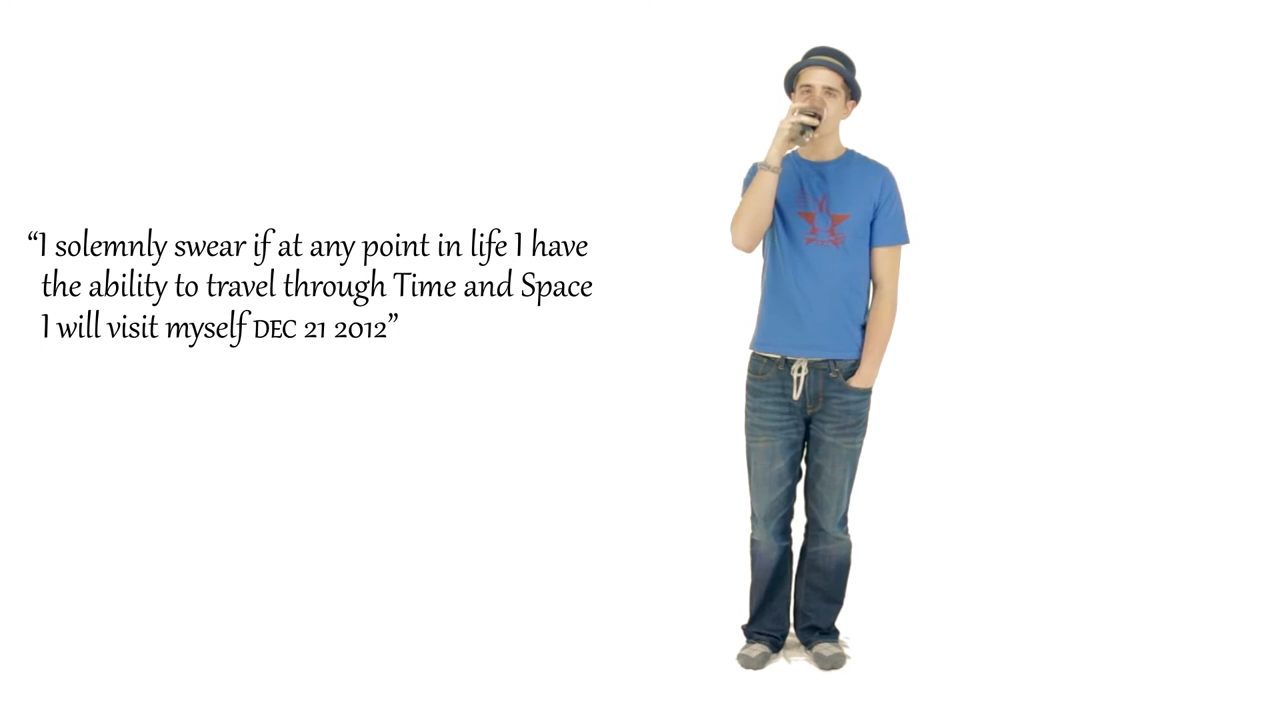 “I solemnly swear if at any point in life I have
the ability to travel through Time and Space
I will visit myself DEC 21 2012”